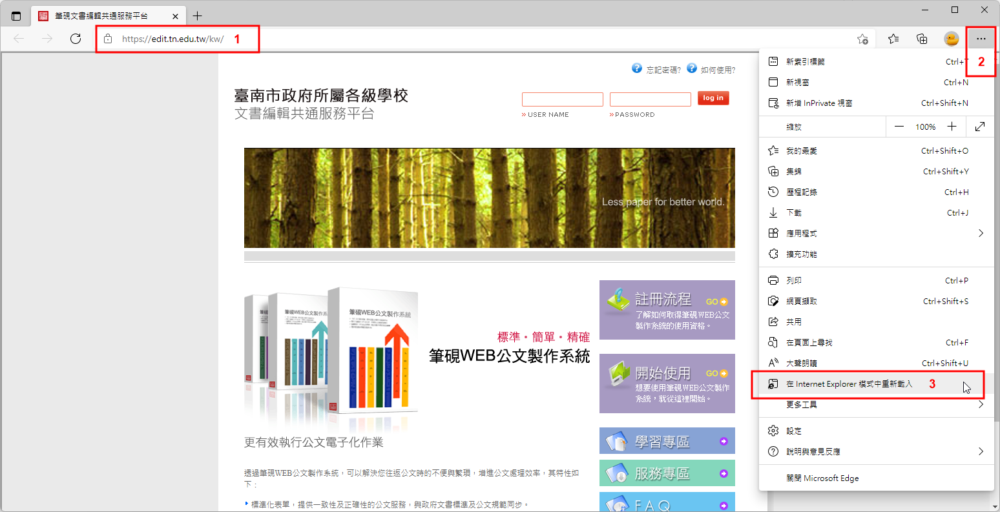 筆硯文書編輯共通服務平台
https://edit.tn.edu.tw/kw/ 1
2
忘記密碼? 如何使用?
臺南市政府所屬各級學校
文書編輯共通服務平台
log in
USER NAME
PASSWORD
Less paper for better world.
筆硯WEB公文製作系統
筆硯WEB公文製作系統
標準・簡單・精確
筆硯WEB公文製作系統
更有效執行公文電子化作業
透過筆硯WEB公文製作系統，可以解決您往返公文時的不便與繁瑣，增進公文處理效率，其特性如
下：
標準化表單，提供一致性及正確性的公文服務，與政府文書標準及公文規範同步。
註冊流程 GO
了解如何取得筆硯WEB公文
製作系統的使用資格。
開始使用 GO
想要使用筆硯WEB公文製作
系統，就從這裡開始。
學習專區
服務專區
FAQ
新索引標籤 Ctrl+T
新視窗 Ctrl+N
新增 InPrivate 視窗 Ctrl+Shift+N
縮放 100%
我的最愛 Ctrl+Shift+O
集錦 Ctrl+Shift+Y
歷程記錄 Ctrl+H
下載 Ctrl+J
應用程式
擴充功能
列印 Ctrl+P
網頁擷取 Ctrl+Shift+S
共用
在頁面上尋找 Ctrl+F
大聲朗讀 Ctrl+Shift+U
在 Internet Explorer 模式中重新載入 3
更多工具
設定
說明與意見反應
關閉 Microsoft Edge